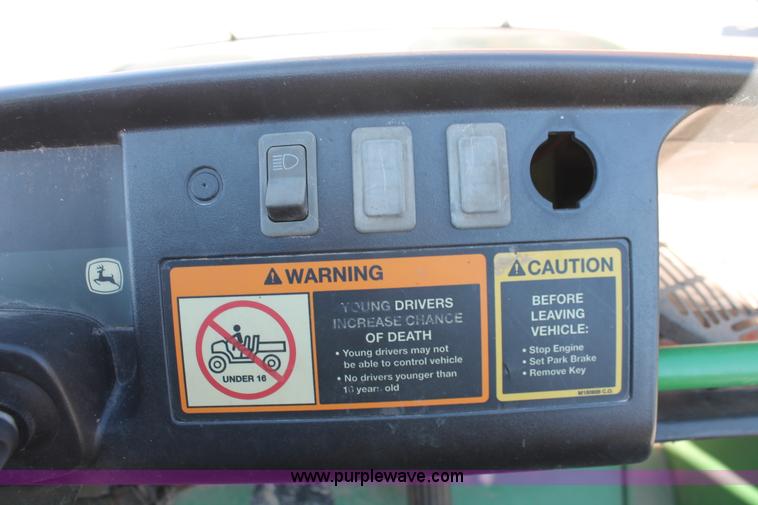 WARNING
YOUNG DRIVERS
INCREASE CHANCE
OF DEATH
• Young drivers may not
be able to control vehicle
• No drivers younger than
16 years old
UNDER 16
CAUTION
BEFORE
LEAVING
VEHICLE:
• Stop Engine
• Set Park Brake
• Remove Key
www.purplewave.com